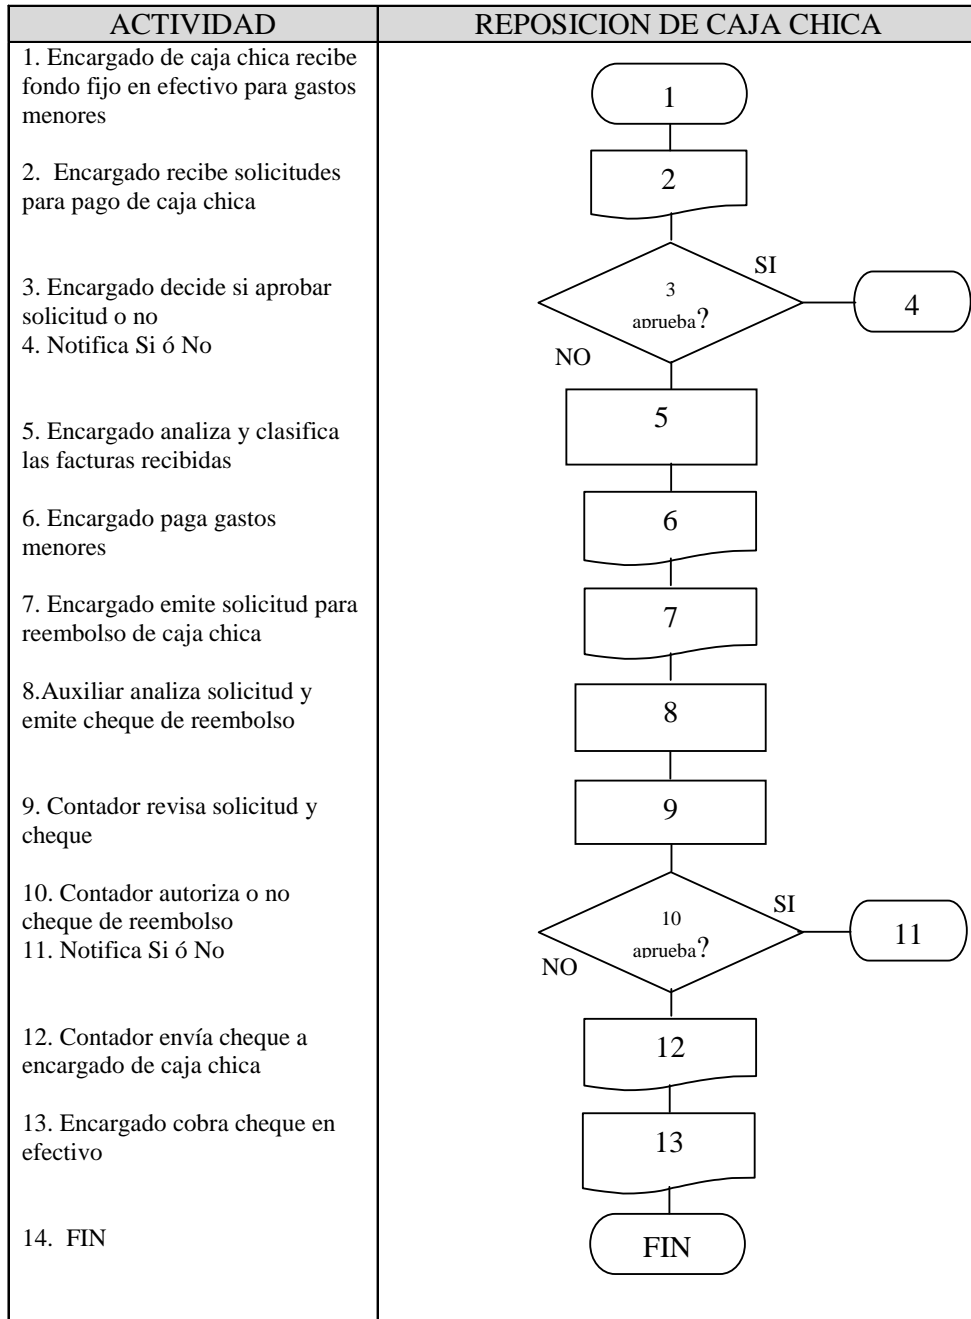 ACTIVIDAD
REPOSICION DE CAJA CHICA
1. Encargado de caja chica recibe
fondo fijo en efectivo para gastos
menores
2.  Encargado recibe solicitudes
para pago de caja chica
3. Encargado decide si aprobar
solicitud o no
4. Notifica Si ó No
5. Encargado analiza y clasifica
las facturas recibidas
6. Encargado paga gastos
menores
7. Encargado emite solicitud para
reembolso de caja chica
8.Auxiliar analiza solicitud y
emite cheque de reembolso
9. Contador revisa solicitud y
cheque
10. Contador autoriza o no
cheque de reembolso
11. Notifica Si ó No
12. Contador envía cheque a
encargado de caja chica
13. Encargado cobra cheque en
efectivo
14.  FIN
1
2
3
aprueba?
SI
4
NO
5
6
7
8
9
10
aprueba?
SI
11
NO
12
13
FIN